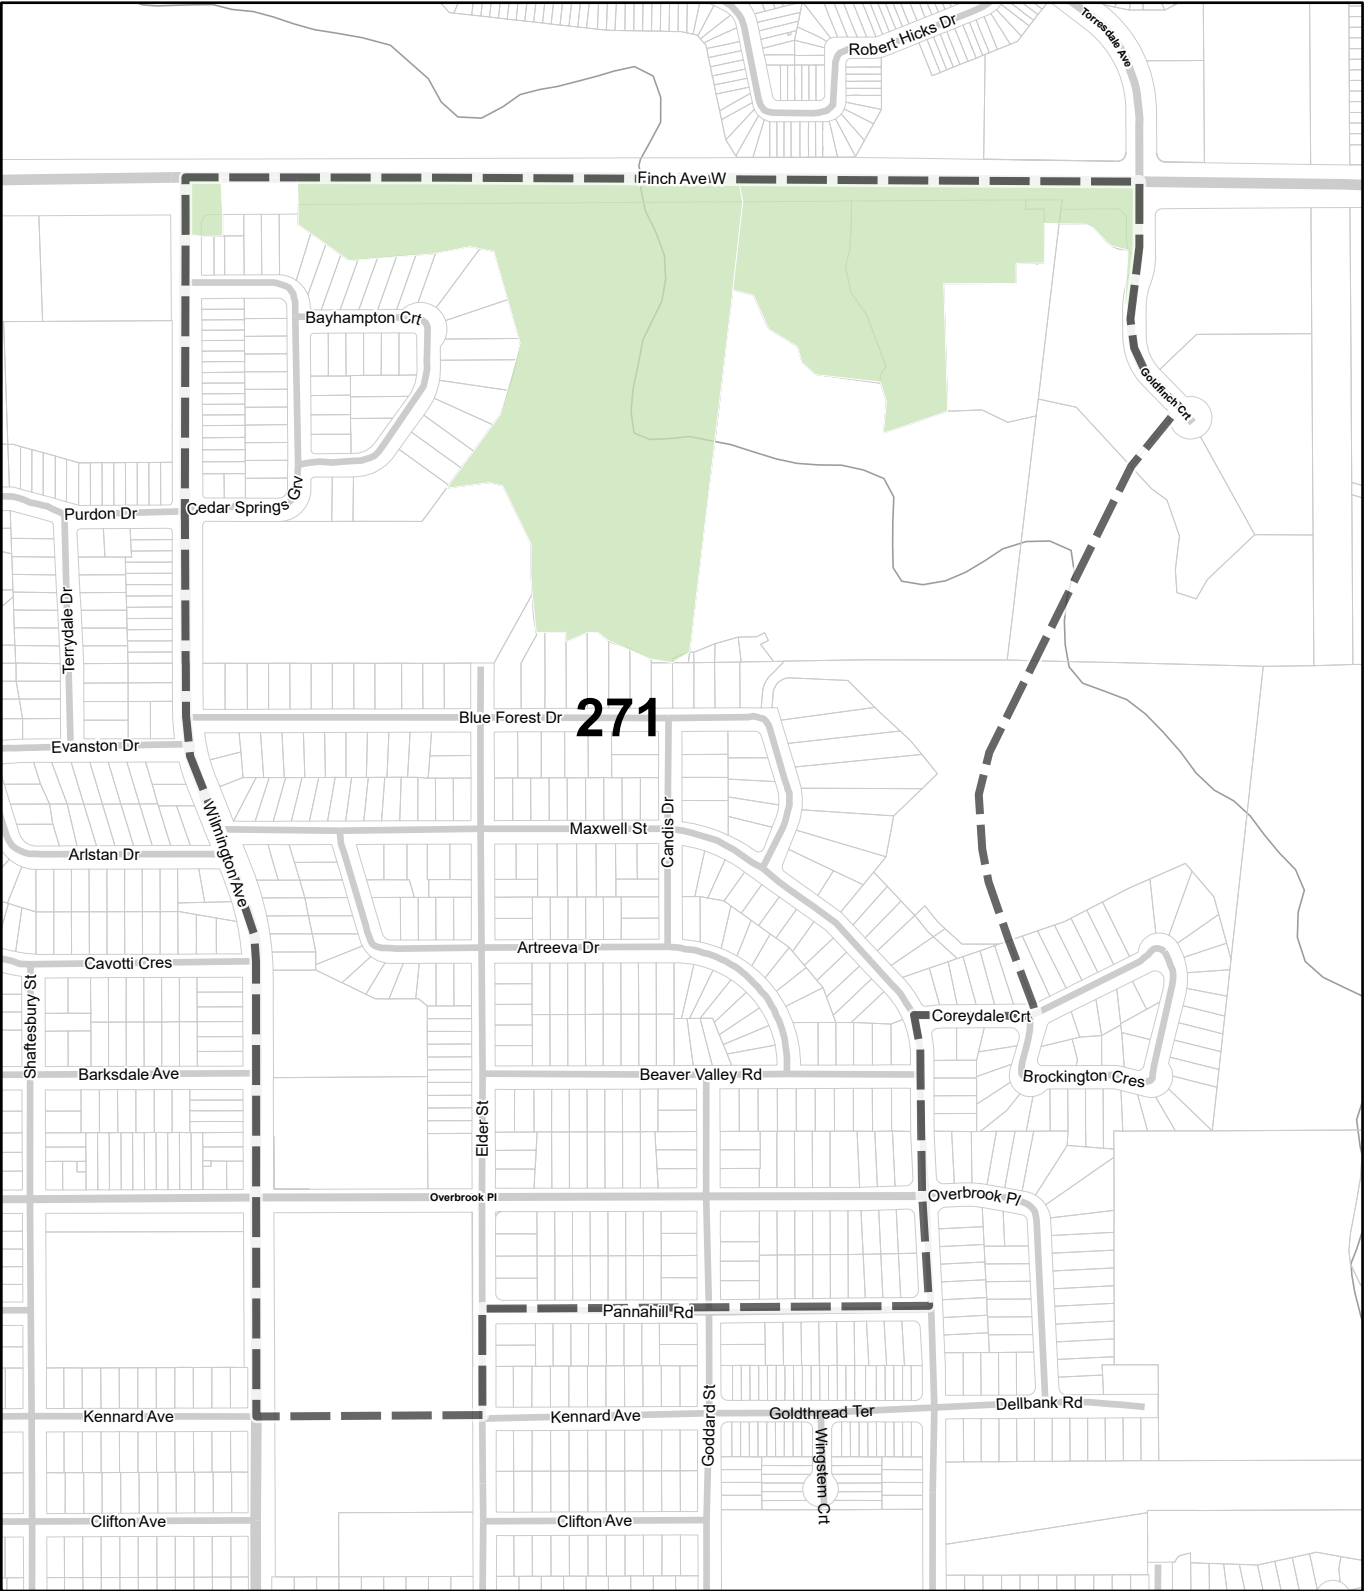 Robert Hicks Dr
Torresdale Ave
Finch Ave W
Bayhampton Crt
Goldfinch Crt
Cedar Springs Grv
Purdon Dr
Terrydale Dr
Blue Forest Dr
271
Evanston Dr
Wilmington Ave
Maxwell St
Candis Dr
Arlstan Dr
Artreeva Dr
Cavotti Cres
Shaftesbury St
Coreydale Crt
Barksdale Ave
Beaver Valley Rd
Brockington Cres
Elder St
Overbrook Pl
Overbrook Pl
Pannahill Rd
Kennard Ave
Kennard Ave
Goddard St
Goldthread Ter
Dellbank Rd
Wingstem Crt
Clifton Ave
Clifton Ave